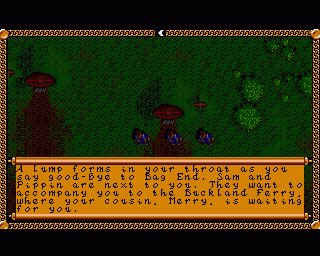 A lump forms in your throat as you
say good-bye to Bag End. Sam and
Pippin are next to you. They want to
accompany you to the Buckland Ferry,
where your cousin, Merry, is waiting
for you.